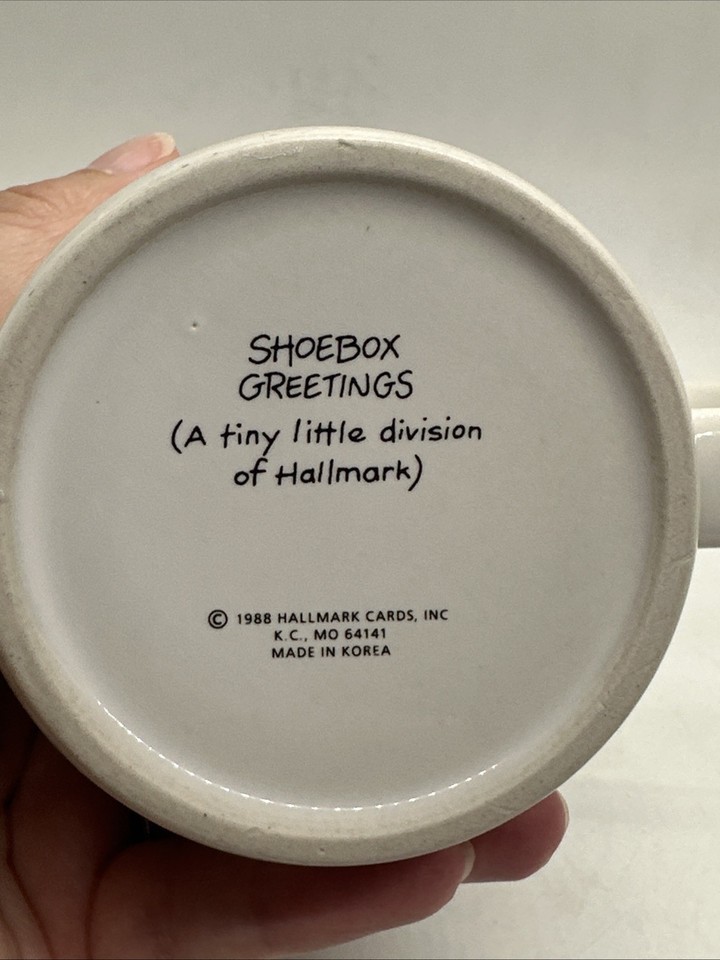 SHOEBOX
GREETINGS
(A tiny little division
of Hallmark)
© 1988 HALLMARK CARDS, INC
K.C., MO 64141
MADE IN KOREA